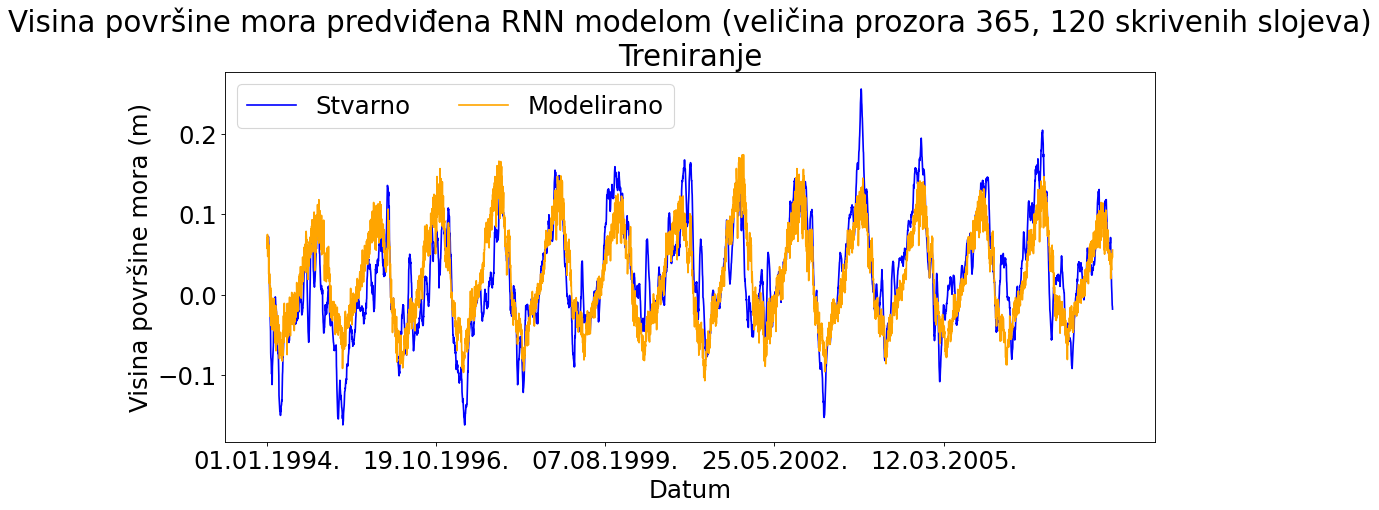 Visina površine mora predviđena RNN modelom (veličina prozora 365, 120 skrivenih slojeva)
Treniranje
Stvarno
Modelirano
Visina površine mora (m)
0.2
0.1
0.0
−0.1
01.01.1994.
19.10.1996.
07.08.1999.
25.05.2002.
12.03.2005.
Datum